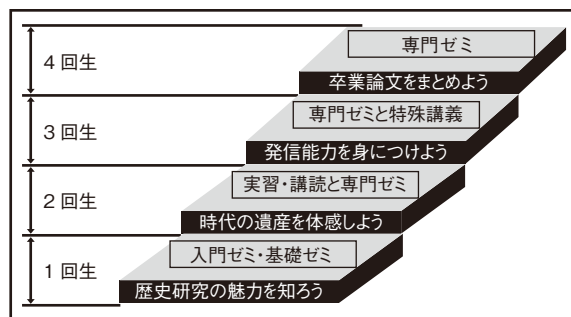 4 回生
専門ゼミ
卒業論文をまとめよう
3 回生
専門ゼミと特殊講義
発信能力を身につけよう
2 回生
実習・講読と専門ゼミ
時代の遺産を体感しよう
1 回生
入門ゼミ・基礎ゼミ
歴史研究の魅力を知ろう